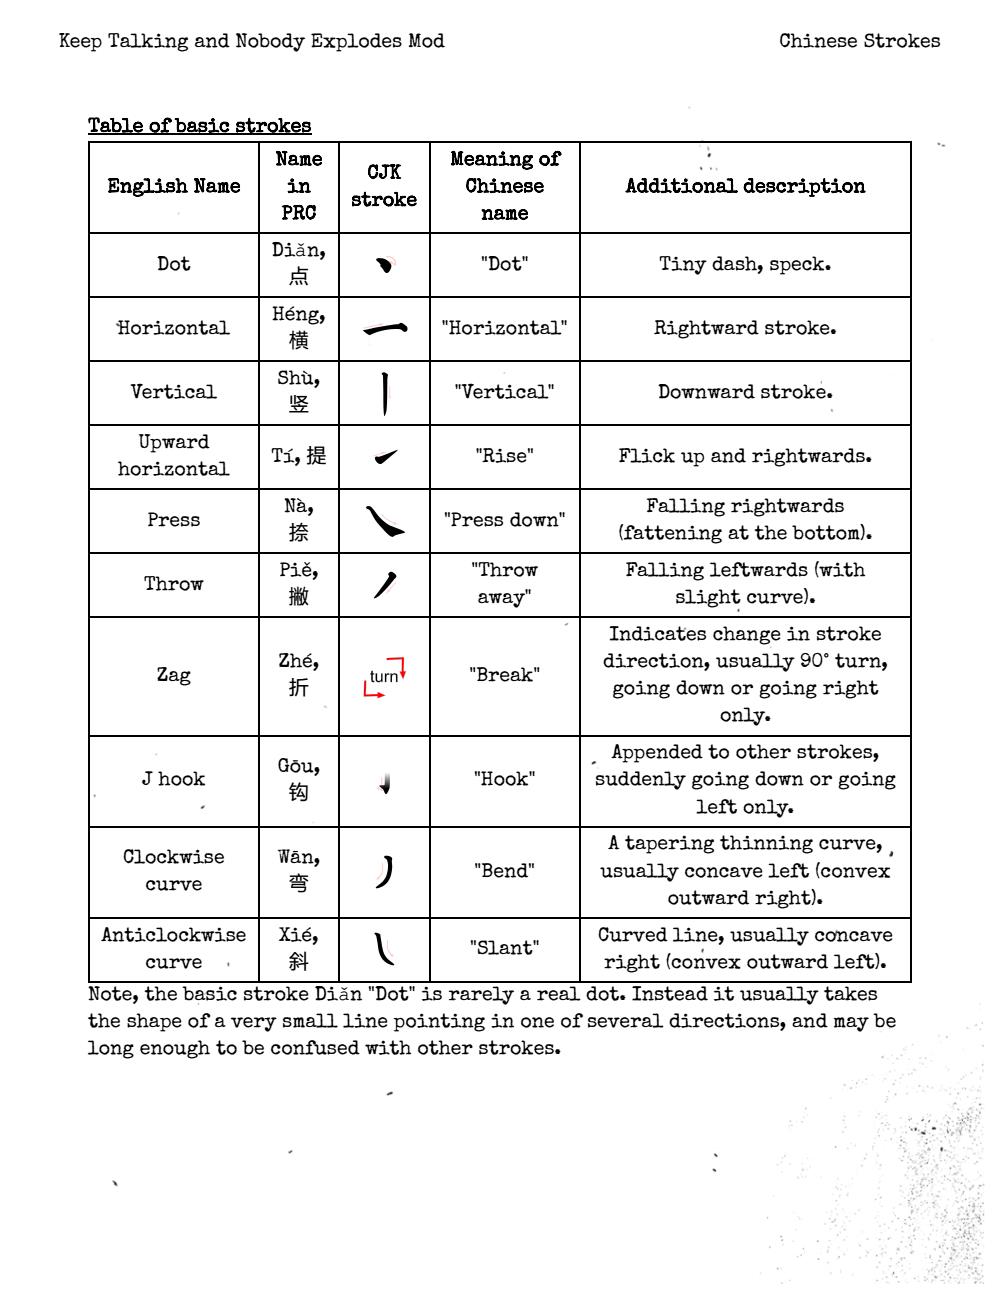 Keep Talking and Nobody Explodes Mod
Chinese Strokes
Table of basic strokes
English Name
Name
in
PRC
CJK
stroke
Meaning of
Chinese
name
Additional description
Dot
Diǎn,
点
"Dot"
Tiny dash, speck.
Horizontal
Héng,
横
"Horizontal"
Rightward stroke.
Vertical
Shù,
竖
"Vertical"
Downward stroke.
Upward
horizontal
Tí, 提
"Rise"
Flick up and rightwards.
Press
Nà,
捺
"Press down"
Falling rightwards
(fattening at the bottom).
Throw
Piě,
撇
"Throw
away"
Falling leftwards (with
slight curve).
Zag
Zhé,
折
turn
"Break"
Indicates change in stroke
direction, usually 90° turn,
going down or going right
only.
J hook
Gōu,
钩
"Hook"
Appended to other strokes,
suddenly going down or going
left only.
Clockwise
curve
Wān,
弯
"Bend"
A tapering thinning curve,
usually concave left (convex
outward right).
Anticlockwise
curve
Xié,
斜
"Slant"
Curved line, usually concave
right (convex outward left).
Note, the basic stroke Diǎn "Dot" is rarely a real dot. Instead it usually takes
the shape of a very small line pointing in one of several directions, and may be
long enough to be confused with other strokes.